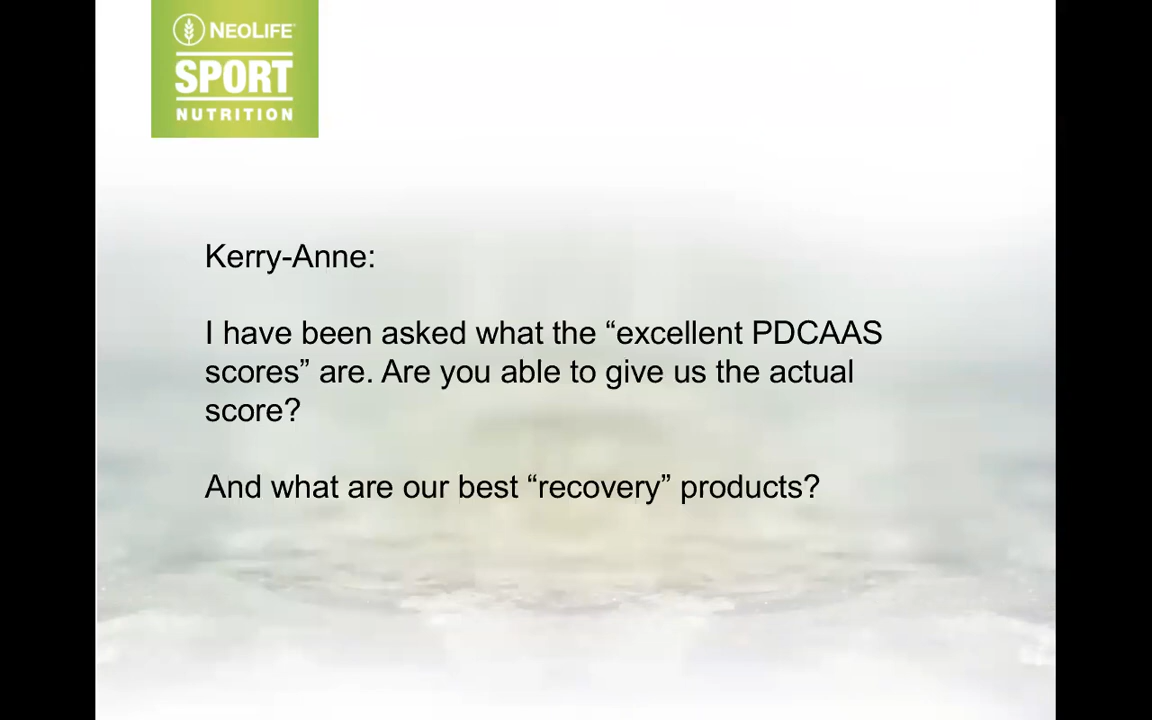 NEOLIFE
SPORT
NUTRITION
Kerry-Anne:
I have been asked what the “excellent PDCAAS
scores” are. Are you able to give us the actual
score?
And what are our best “recovery” products?